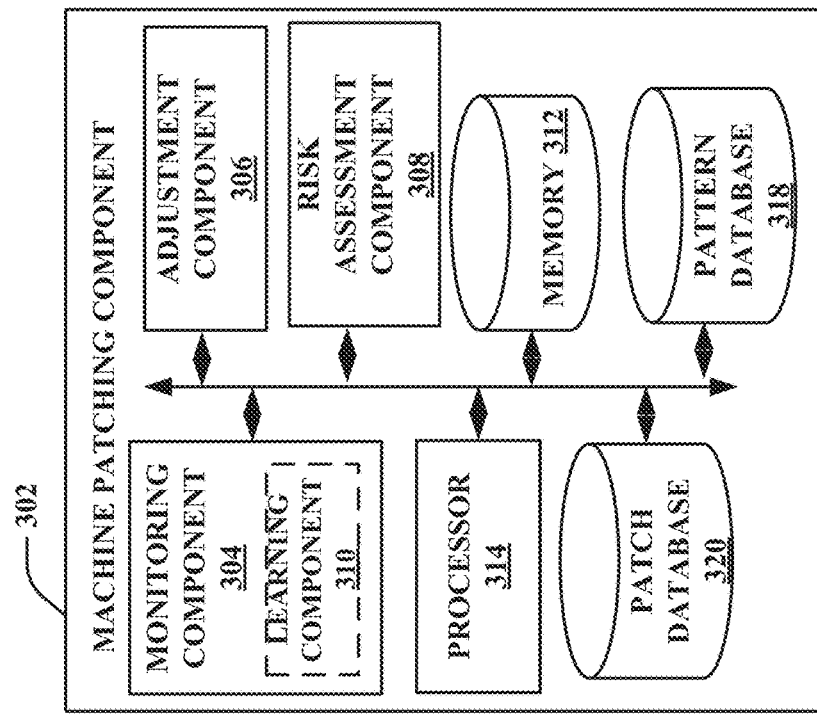 302
MACHINE PATCHING COMPONENT
MONITORING
COMPONENT
304
LEARNING
COMPONENT
310
PROCESSOR
314
PATCH
DATABASE
320
ADJUSTMENT
COMPONENT
306
RISK
ASSESSMENT
COMPONENT
308
MEMORY 312
PATTERN
DATABASE
318